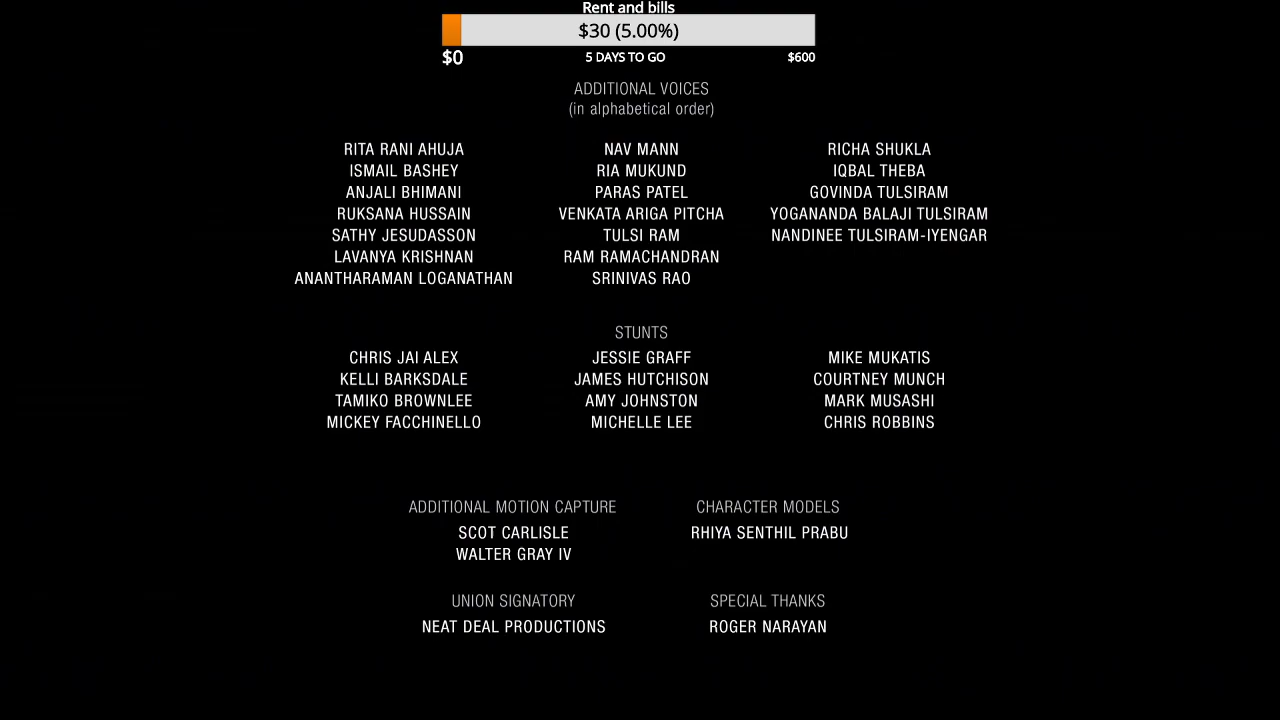 Rent and bills
$30 (5.00%)
$0 5 DAYS TO GO $600
ADDITIONAL VOICES
(in alphabetical order)
RITA RANI AHUJA NAV MANN RICHA SHUKLA
ISMAIL BASHEY RIA MUKUND IQBAL THEBA
ANJALI BHIMANI PARAS PATEL GOVINDA TULSIRAM
RUKSANA HUSSAIN VENKATA ARIGA PITCHA YOGANANDA BALAJI TULSIRAM
SATHY JESUDASSON TULSI RAM NANDINEE TULSIRAM-IYENGAR
LAVANYA KRISHNAN RAM RAMACHANDRAN
ANANTHARAMAN LOGANATHAN SRINIVAS RAO
STUNTS
CHRIS JAI ALEX JESSIE GRAFF MIKE MUKATIS
KELLI BARKSDALE JAMES HUTCHISON COURTNEY MUNCH
TAMIKO BROWNLEE AMY JOHNSTON MARK MUSASHI
MICKEY FACCHINELLO MICHELLE LEE CHRIS ROBBINS
ADDITIONAL MOTION CAPTURE CHARACTER MODELS
SCOT CARLISLE RHIYA SENTHIL PRABU
WALTER GRAY IV
UNION SIGNATORY SPECIAL THANKS
NEAT DEAL PRODUCTIONS ROGER NARAYAN